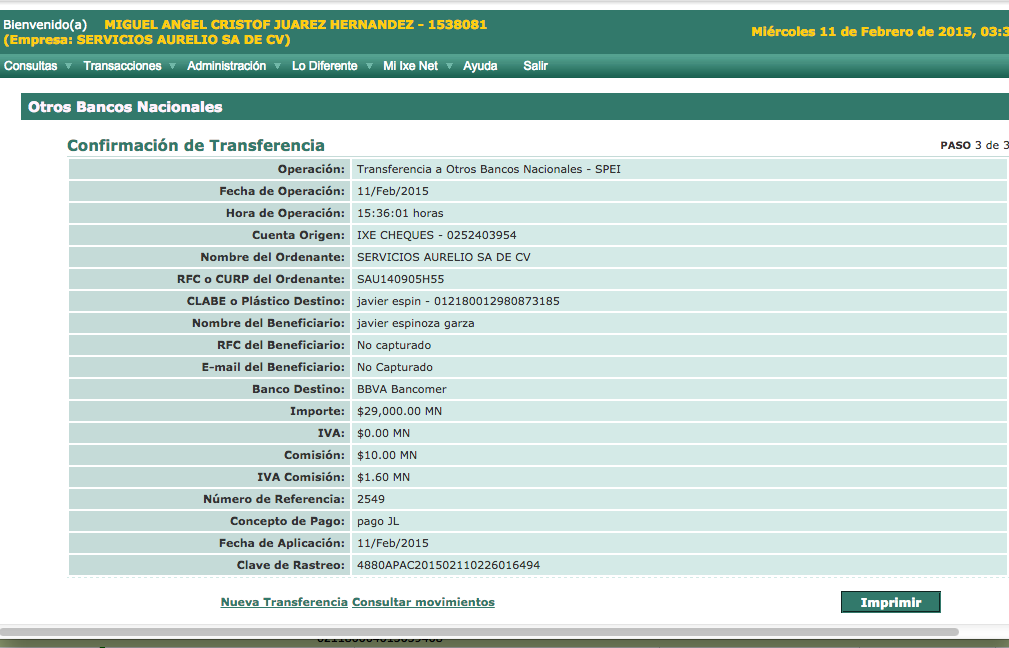 Bienvenido(a) MIGUEL ANGEL CRISTOF JUAREZ HERNANDEZ - 1538081
(Empresa: SERVICIOS AURELIO SA DE CV)
Miércoles 11 de Febrero de 2015, 03:3
Consultas Transacciones Administración Lo Diferente Mi Ixe Net Ayuda Salir
Otros Bancos Nacionales
Confirmación de Transferencia
PASO 3 de 3
Operación: Transferencia a Otros Bancos Nacionales - SPEI
Fecha de Operación: 11/Feb/2015
Hora de Operación: 15:36:01 horas
Cuenta Origen: IXE CHEQUES - 0252403954
Nombre del Ordenante: SERVICIOS AURELIO SA DE CV
RFC o CURP del Ordenante: SAU140905H55
CLABE o Plástico Destino: javier espin - 012180012980873185
Nombre del Beneficiario: javier espinoza garza
RFC del Beneficiario: No capturado
E-mail del Beneficiario: No Capturado
Banco Destino: BBVA Bancomer
Importe: $29,000.00 MN
IVA: $0.00 MN
Comisión: $10.00 MN
IVA Comisión: $1.60 MN
Número de Referencia: 2549
Concepto de Pago: pago JL
Fecha de Aplicación: 11/Feb/2015
Clave de Rastreo: 4880APAC201502110226016494
Nueva Transferencia Consultar movimientos
Imprimir